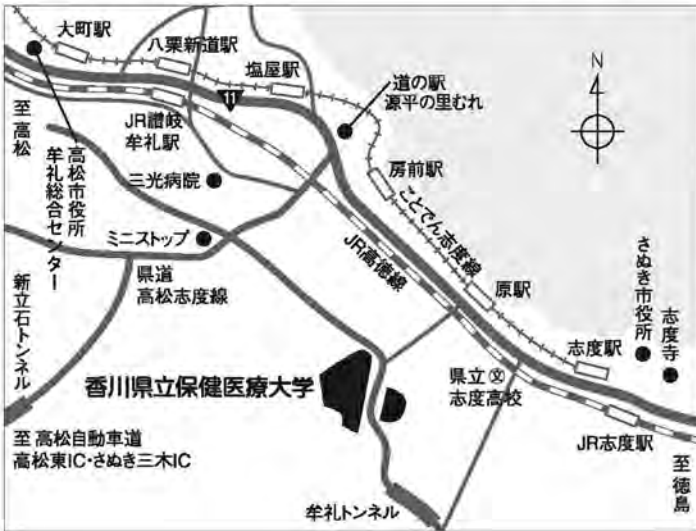 大町駅
八栗新道駅
塩屋駅
道の駅
源平の里むれ
N
11
JR讃岐
牟礼駅
至高松
高松市役所
牟礼総合センター
三光病院
房前駅
ことでん志度線
ミニストップ
JR高徳線
県道
高松志度線
原駅
さぬき市役所
志度寺
新立石トンネル
志度駅
香川県立保健医療大学
県立文
志度高校
至高松自動車道
高松東IC・さぬき三木IC
JR志度駅
至徳島
牟礼トンネル